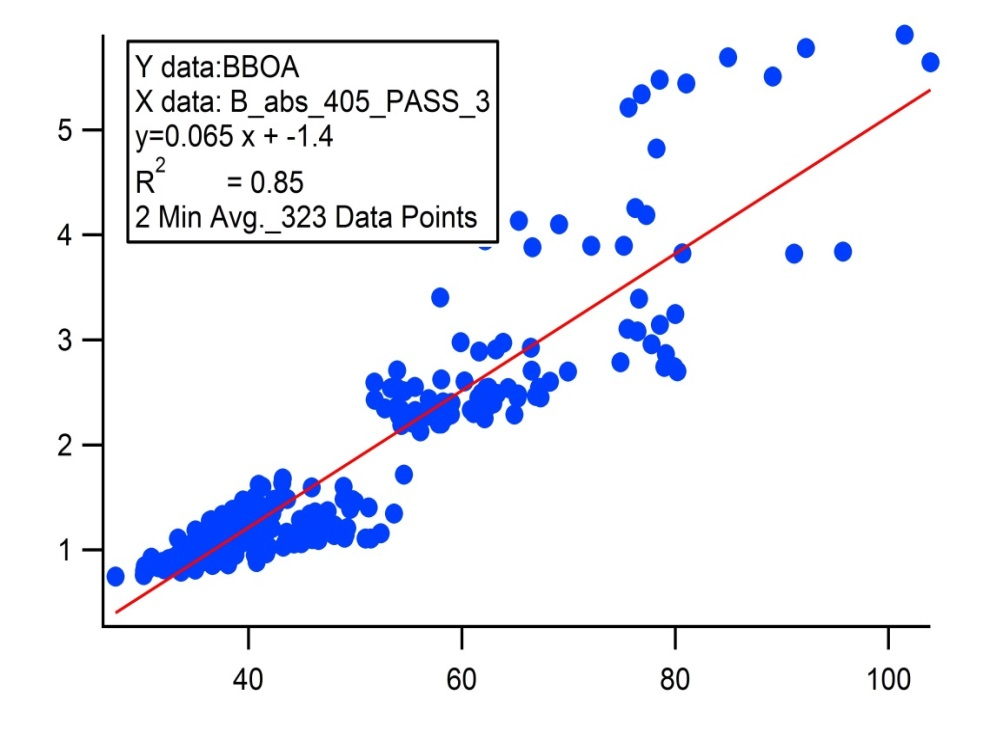 Y data:BBOA
X data: B_abs_405_PASS_3
y=0.065 x + -1.4
R² = 0.85
2 Min Avg._323 Data Points
5
4
3
2
1
40 60 80 100